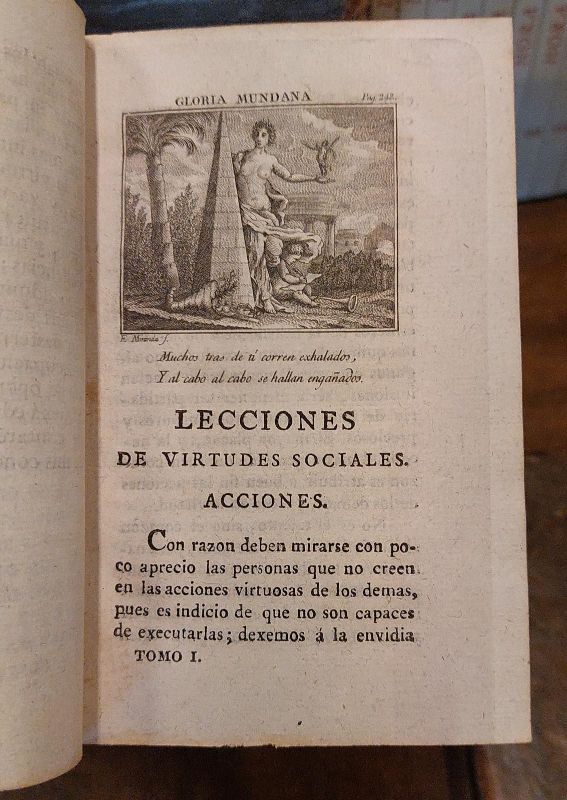 GLORIA MUNDANA Pag. 248.
F. Miranda f.
Muchos tras de tí corren exhalados,
Y al cabo al cabo se hallan engañados.
LECCIONES
DE VIRTUDES SOCIALES.
ACCIONES.
Con razon deben mirarse con po-
co aprecio las personas que no creen
en las acciones virtuosas de los demas,
pues es indicio de que no son capaces
de executarlas; dexemos á la envidia
TOMO I.